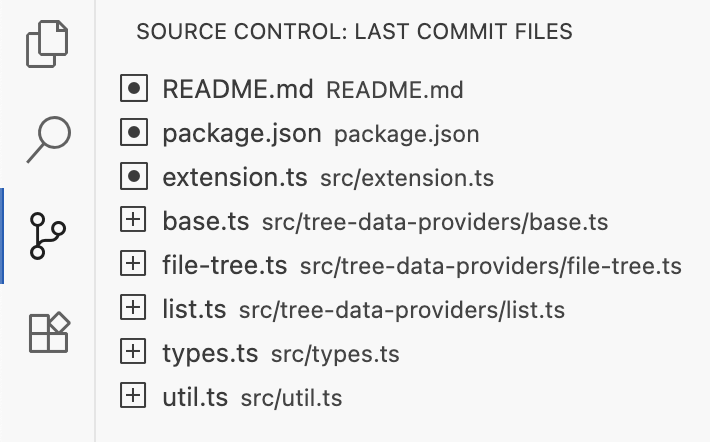 SOURCE CONTROL: LAST COMMIT FILES
README.md README.md
package.json package.json
extension.ts src/extension.ts
base.ts src/tree-data-providers/base.ts
file-tree.ts src/tree-data-providers/file-tree.ts
list.ts src/tree-data-providers/list.ts
types.ts src/types.ts
util.ts src/util.ts